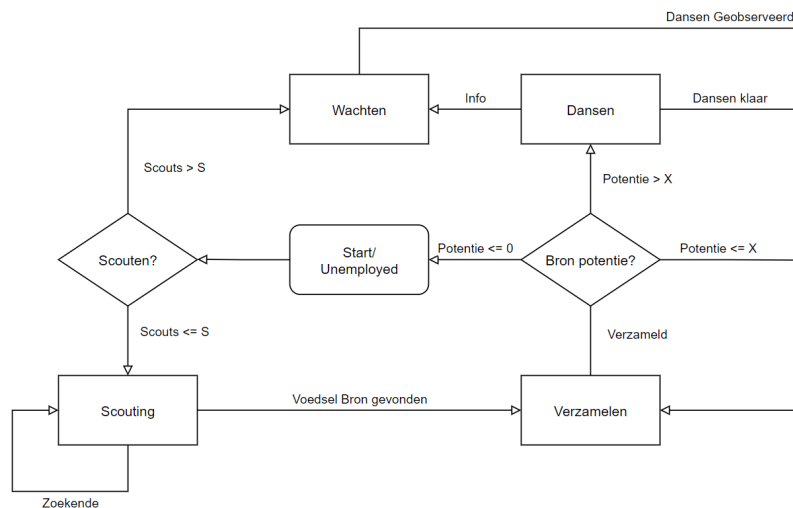 Dansen Geobserveerd
Wachten
Info
Dansen
Dansen klaar
Scouts > S
Potentie > X
Scouten?
Start/
Unemployed
Potentie <= 0
Bron potentie?
Potentie <= X
Scouts <= S
Verzameld
Scouting
Voedsel Bron gevonden
Verzamelen
Zoekende